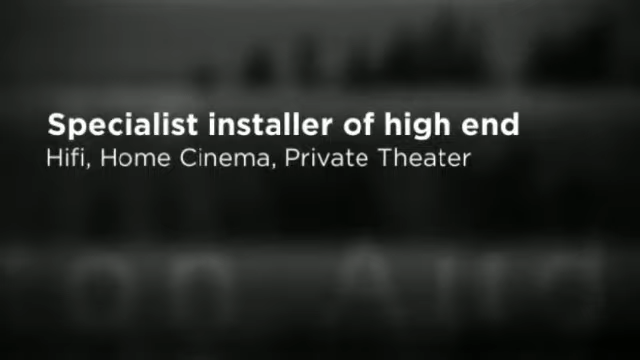 Specialist installer of high end
Hifi, Home Cinema, Private Theater